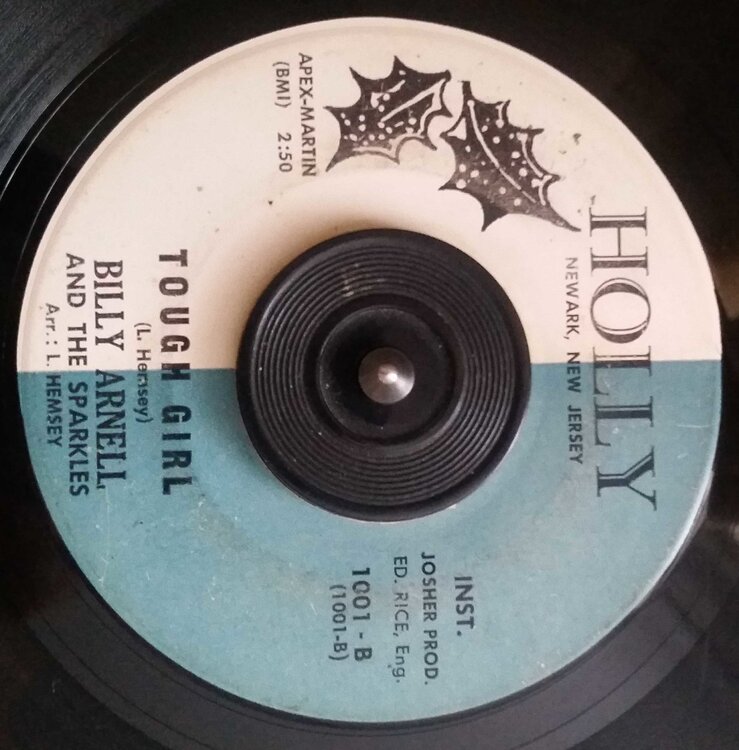 HOLLY
NEWARK, NEW JERSEY
APEX-MARTIN
(BMI) 2:50
INST.
JOSHER PROD.
ED. RICE, Eng.
1001 - B
(1001-B)
TOUGH GIRL
(L. Hemsey)
BILLY ARNELL
AND THE SPARKLES
Arr.: L. HEMSEY